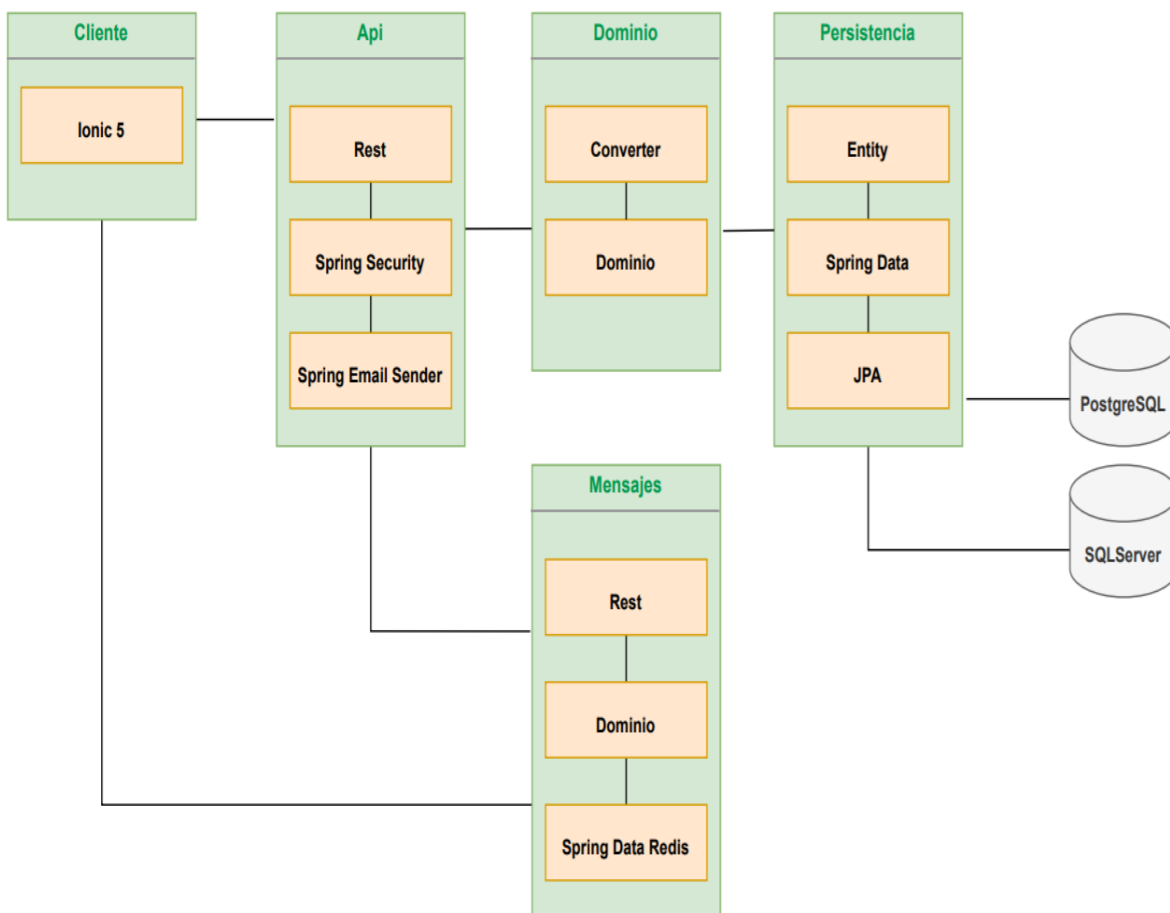 Cliente
Ionic 5
Api
Rest
Spring Security
Spring Email Sender
Dominio
Converter
Dominio
Persistencia
Entity
Spring Data
JPA
PostgreSQL
SQLServer
Mensajes
Rest
Dominio
Spring Data Redis